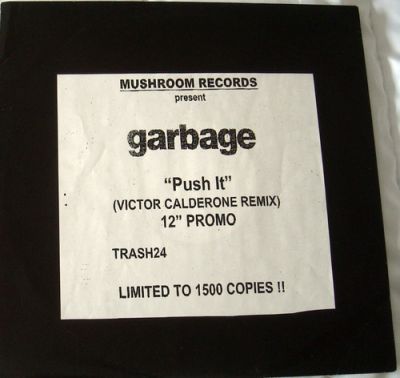 MUSHROOM RECORDS
present
garbage
“Push It”
(VICTOR CALDERONE REMIX)
12” PROMO
TRASH24
LIMITED TO 1500 COPIES !!